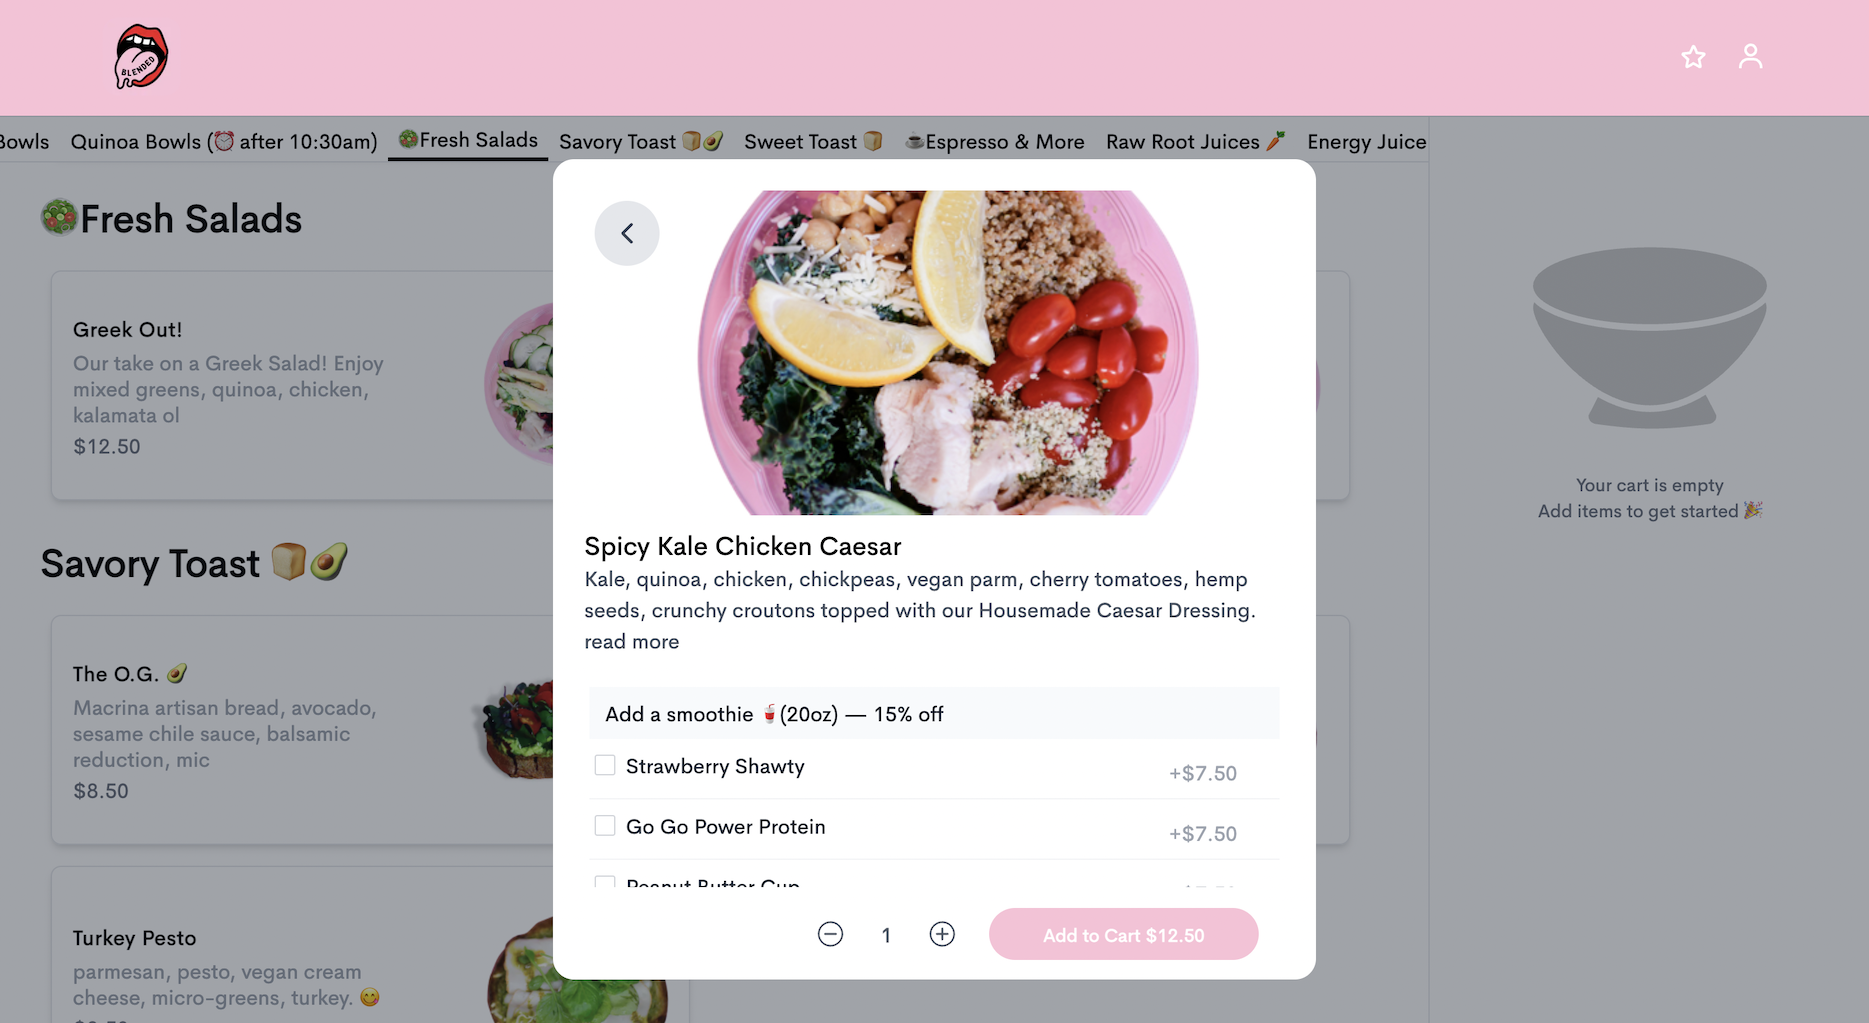 BLENDED
Bowls
Quinoa Bowls (⏰ after 10:30am)
🥗Fresh Salads
Savory Toast 🍞🥑
Sweet Toast 🍞
☕Espresso & More
Raw Root Juices 🥕
Energy Juice
🥗Fresh Salads
Greek Out!
Our take on a Greek Salad! Enjoy
mixed greens, quinoa, chicken,
kalamata ol
$12.50
Savory Toast 🍞🥑
The O.G. 🥑
Macrina artisan bread, avocado,
sesame chile sauce, balsamic
reduction, mic
$8.50
Turkey Pesto
parmesan, pesto, vegan cream
cheese, micro-greens, turkey. 😋
Spicy Kale Chicken Caesar
Kale, quinoa, chicken, chickpeas, vegan parm, cherry tomatoes, hemp
seeds, crunchy croutons topped with our Housemade Caesar Dressing.
read more
Add a smoothie 🥤(20oz) — 15% off
Strawberry Shawty
+$7.50
Go Go Power Protein
+$7.50
Peanut Butter Cup
1
Add to Cart $12.50
Your cart is empty
Add items to get started 🎉